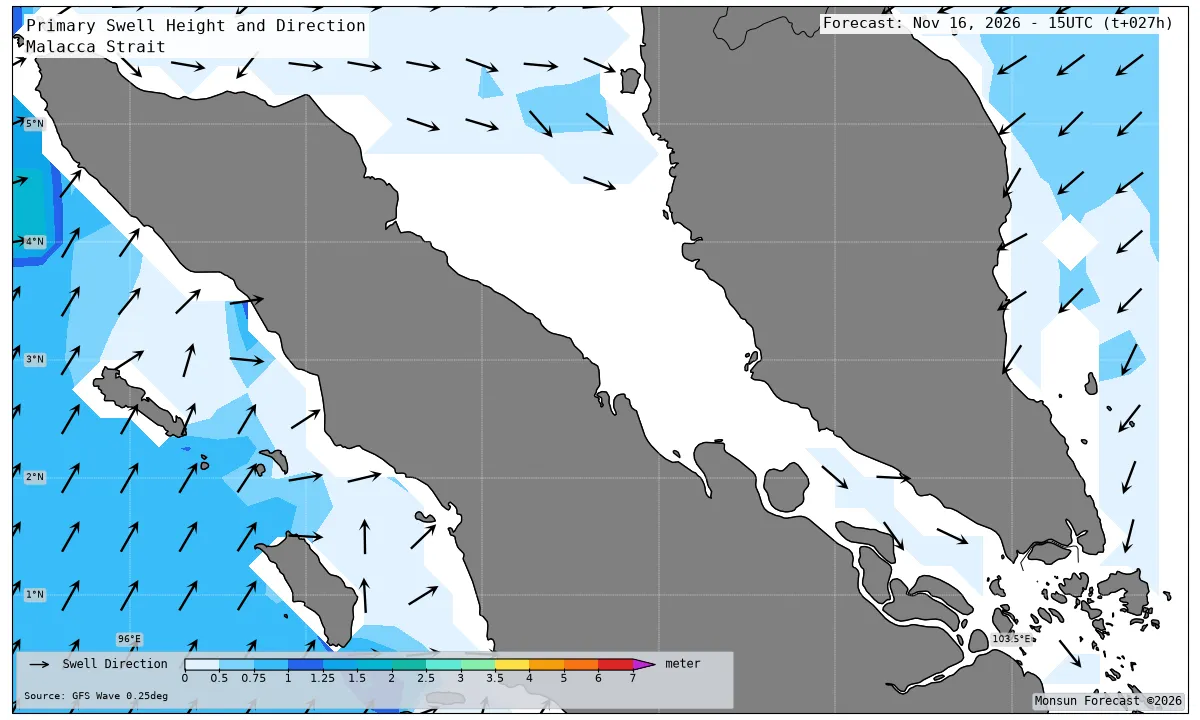 Primary Swell Height and Direction
Malacca Strait
Forecast: Nov 16, 2026 - 15UTC (t+027h)
5°N
4°N
3°N
2°N
1°N
96°E
103.5°E
Swell Direction
meter
0 0.5 0.75 1 1.25 1.5 2 2.5 3 3.5 4 5 6 7
Source: GFS Wave 0.25deg
Monsun Forecast ©2026